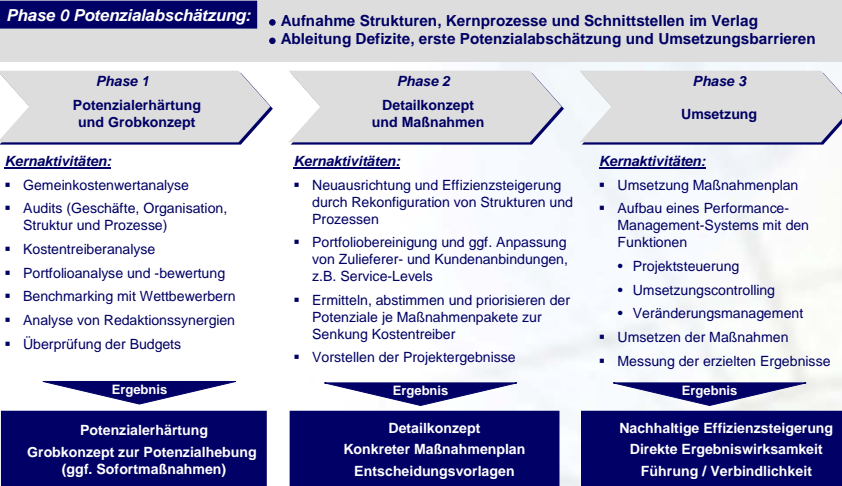 Phase 0 Potenzialabschätzung:
● Aufnahme Strukturen, Kernprozesse und Schnittstellen im Verlag
● Ableitung Defizite, erste Potenzialabschätzung und Umsetzungsbarrieren
Phase 1
Potenzialerhärtung
und Grobkonzept
Kernaktivitäten:
▪ Gemeinkostenwertanalyse
▪ Audits (Geschäfte, Organisation,
Struktur und Prozesse)
▪ Kostentreiberanalyse
▪ Portfolioanalyse und -bewertung
▪ Benchmarking mit Wettbewerbern
▪ Analyse von Redaktionssynergien
▪ Überprüfung der Budgets
Ergebnis
Potenzialerhärtung
Grobkonzept zur Potenzialhebung
(ggf. Sofortmaßnahmen)
Phase 2
Detailkonzept
und Maßnahmen
Kernaktivitäten:
▪ Neuausrichtung und Effizienzsteigerung
durch Rekonfiguration von Strukturen und
Prozessen
▪ Portfoliobereinigung und ggf. Anpassung
von Zulieferer- und Kundenanbindungen,
z.B. Service-Levels
▪ Ermitteln, abstimmen und priorisieren der
Potenziale je Maßnahmenpakete zur
Senkung Kostentreiber
▪ Vorstellen der Projektergebnisse
Ergebnis
Detailkonzept
Konkreter Maßnahmenplan
Entscheidungsvorlagen
Phase 3
Umsetzung
Kernaktivitäten:
▪ Umsetzung Maßnahmenplan
▪ Aufbau eines Performance-
Management-Systems mit den
Funktionen
• Projektsteuerung
• Umsetzungscontrolling
• Veränderungsmanagement
▪ Umsetzen der Maßnahmen
▪ Messung der erzielten Ergebnisse
Ergebnis
Nachhaltige Effizienzsteigerung
Direkte Ergebniswirksamkeit
Führung / Verbindlichkeit